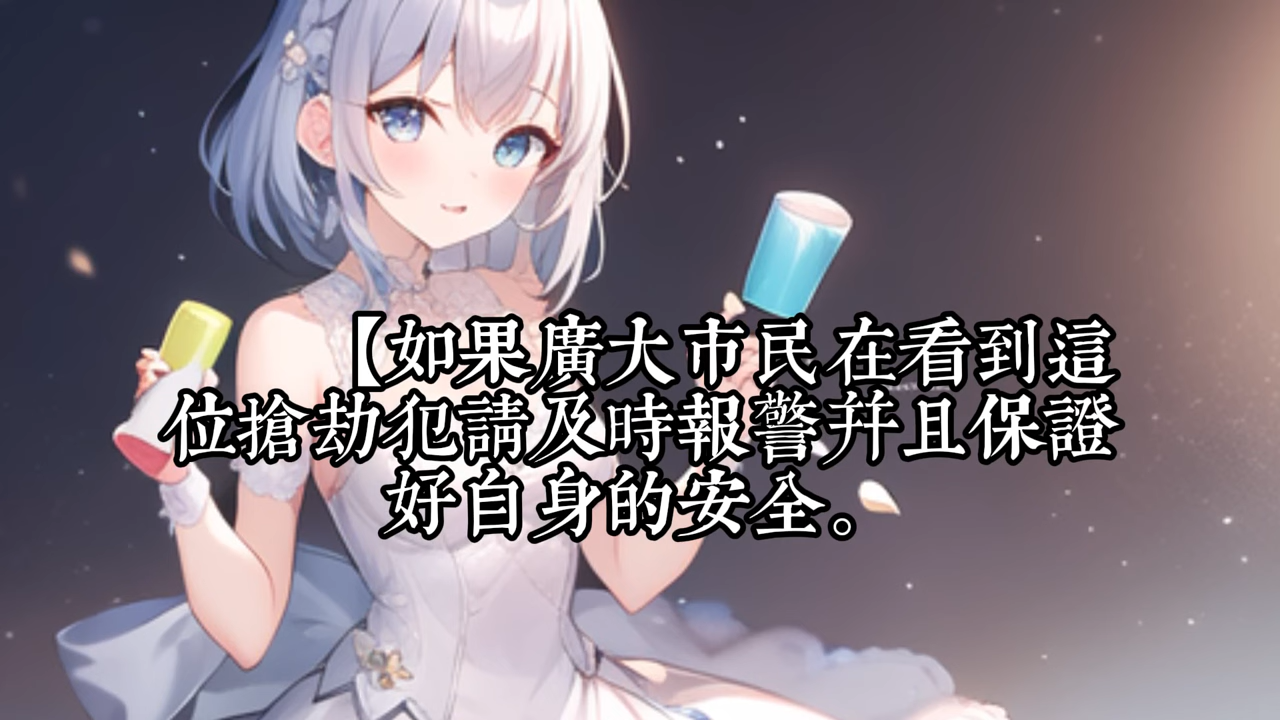 【如果廣大市民在看到這
位搶劫犯請及時報警幷且保證
好自身的安全。